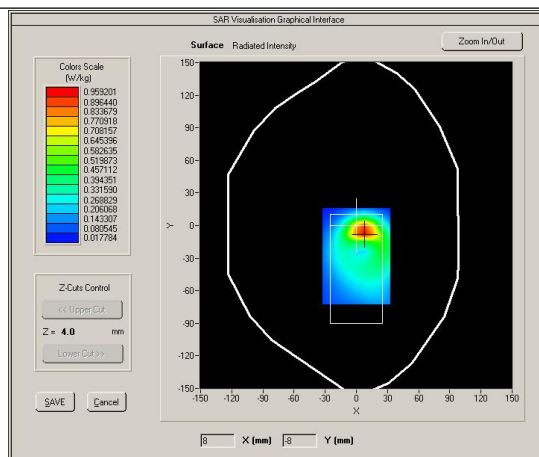 SAR Visualisation Graphical Interface
Surface Radiated Intensity
Zoom In/Out
Colors Scale
(W/kg)
0.959201
0.896440
0.833679
0.770918
0.708157
0.645396
0.582635
0.519873
0.457112
0.394351
0.331590
0.268829
0.206068
0.143307
0.080545
0.017784
Z-Cuts Control
<< Upper Cut
Z = 4.0 mm
Lower Cut >>
SAVE Cancel
150
120
90
60
30
0
-30
-60
-90
-120
-150
Y
-150 -120 -90 -60 -30 0 30 60 90 120 150
X
8 X (mm) -8 Y (mm)